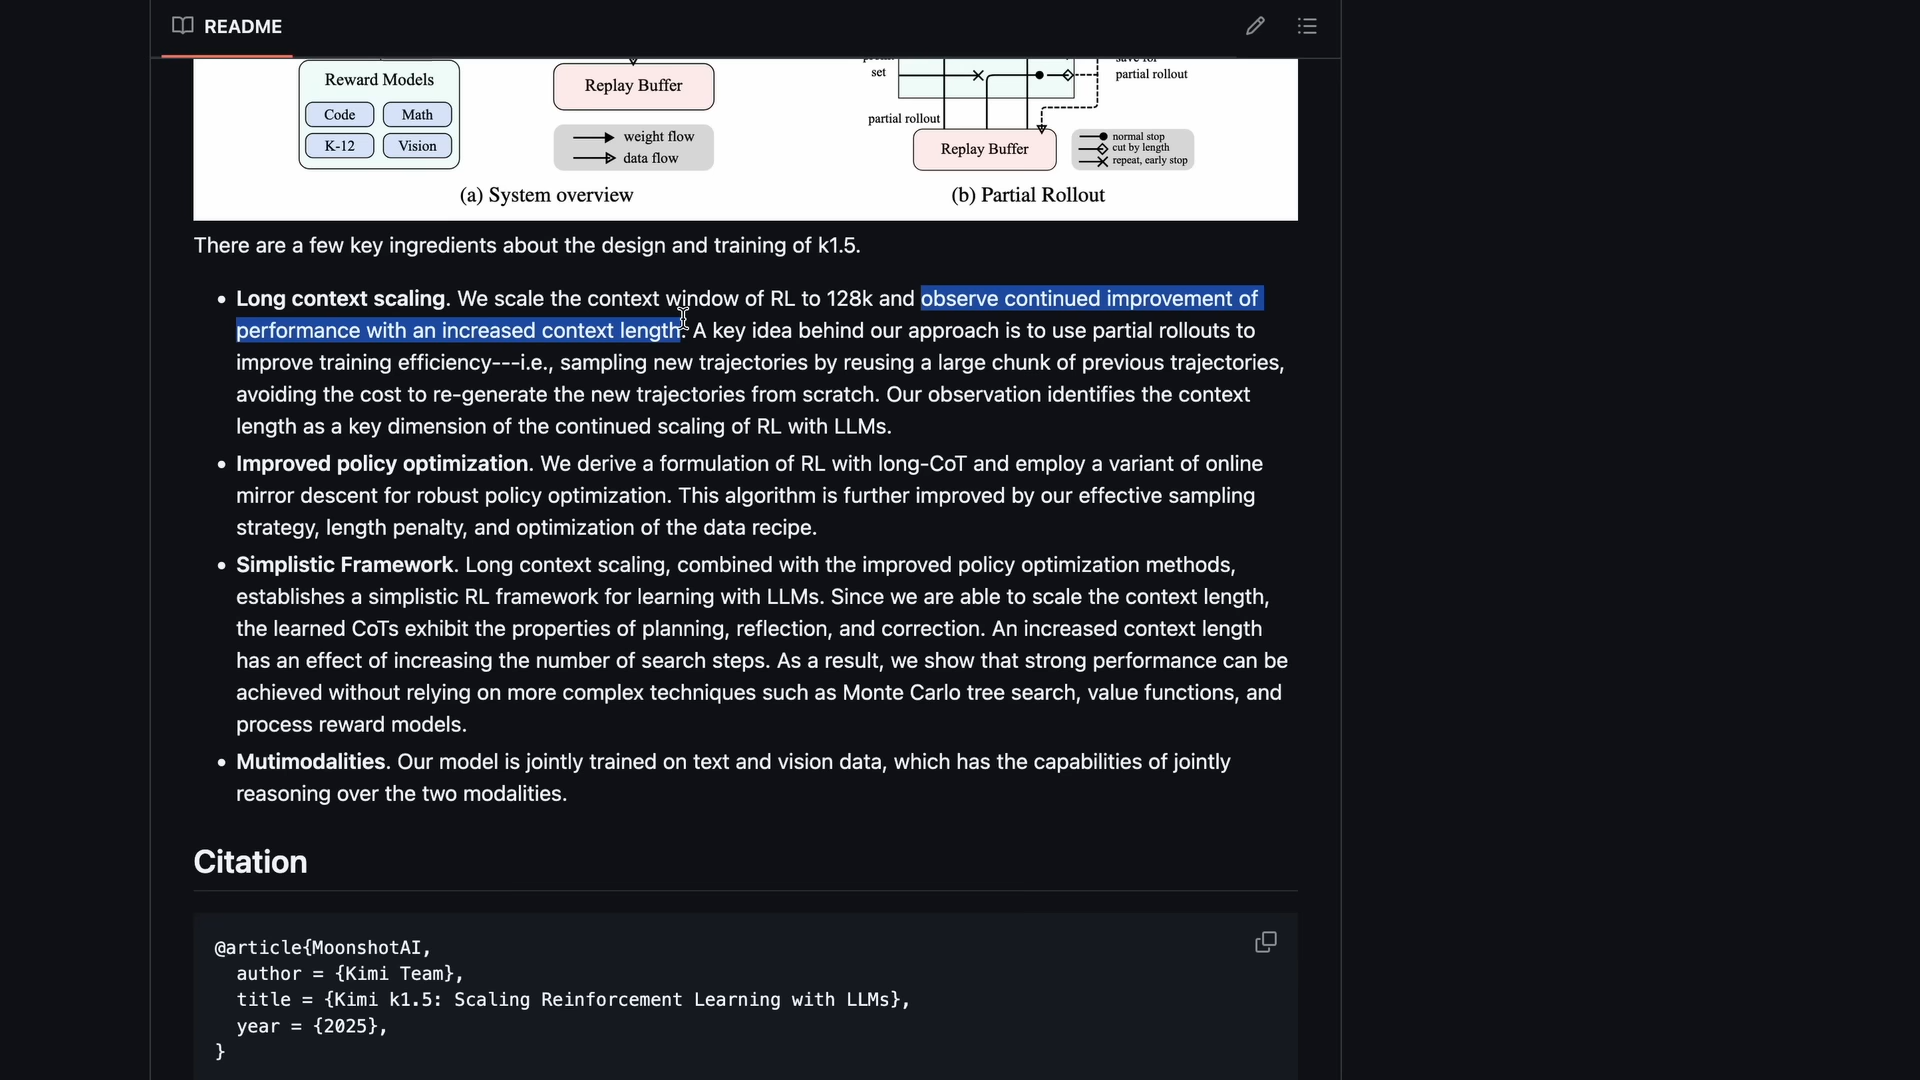 README
Reward Models
Code
Math
K-12
Vision
Replay Buffer
weight flow
data flow
(a) System overview
set
save for
partial rollout
partial rollout
Replay Buffer
normal stop
cut by length
repeat, early stop
(b) Partial Rollout
There are a few key ingredients about the design and training of k1.5.
Long context scaling. We scale the context window of RL to 128k and observe continued improvement of
performance with an increased context length. A key idea behind our approach is to use partial rollouts to
improve training efficiency---i.e., sampling new trajectories by reusing a large chunk of previous trajectories,
avoiding the cost to re-generate the new trajectories from scratch. Our observation identifies the context
length as a key dimension of the continued scaling of RL with LLMs.
Improved policy optimization. We derive a formulation of RL with long-CoT and employ a variant of online
mirror descent for robust policy optimization. This algorithm is further improved by our effective sampling
strategy, length penalty, and optimization of the data recipe.
Simplistic Framework. Long context scaling, combined with the improved policy optimization methods,
establishes a simplistic RL framework for learning with LLMs. Since we are able to scale the context length,
the learned CoTs exhibit the properties of planning, reflection, and correction. An increased context length
has an effect of increasing the number of search steps. As a result, we show that strong performance can be
achieved without relying on more complex techniques such as Monte Carlo tree search, value functions, and
process reward models.
Mutimodalities. Our model is jointly trained on text and vision data, which has the capabilities of jointly
reasoning over the two modalities.
Citation
@article{MoonshotAI,
author = {Kimi Team},
title = {Kimi k1.5: Scaling Reinforcement Learning with LLMs},
year = {2025},
}